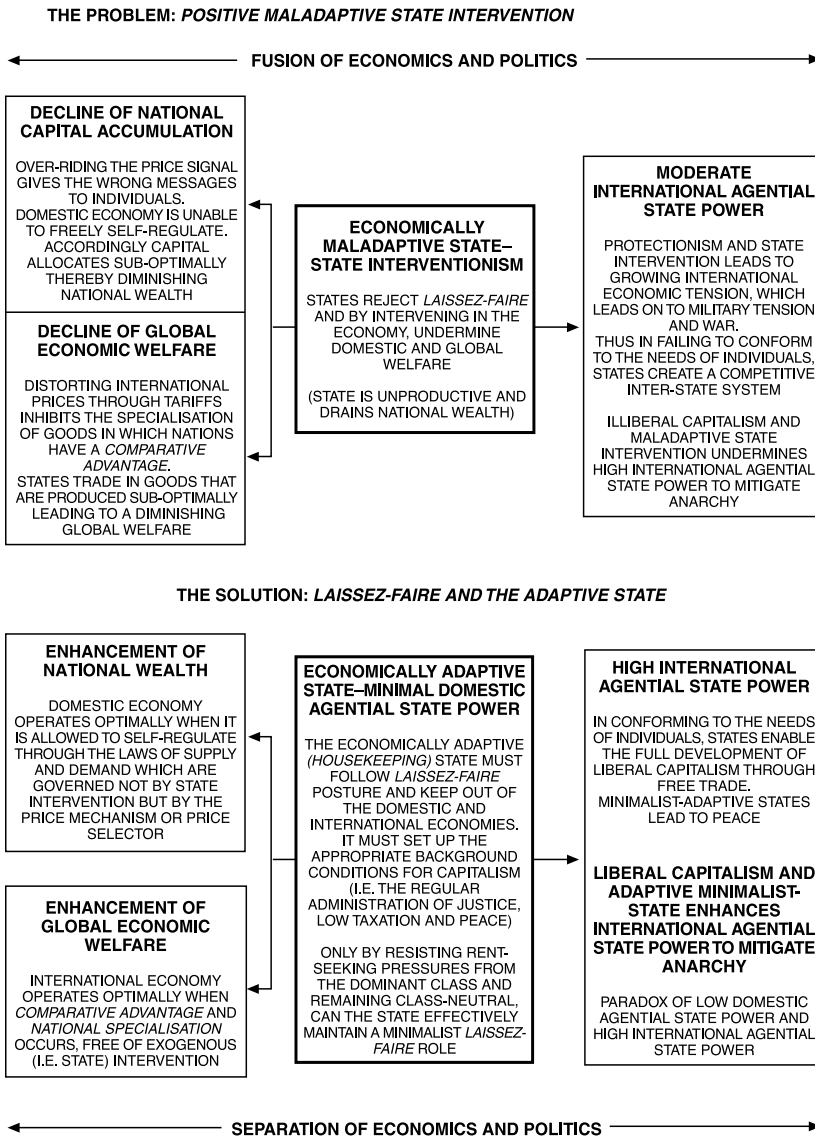 THE PROBLEM: POSITIVE MALADAPTIVE STATE INTERVENTION
FUSION OF ECONOMICS AND POLITICS
DECLINE OF NATIONAL
CAPITAL ACCUMULATION
OVER-RIDING THE PRICE SIGNAL
GIVES THE WRONG MESSAGES
TO INDIVIDUALS.
DOMESTIC ECONOMY IS UNABLE
TO FREELY SELF-REGULATE.
ACCORDINGLY CAPITAL
ALLOCATES SUB-OPTIMALLY
THEREBY DIMINISHING
NATIONAL WEALTH
DECLINE OF GLOBAL
ECONOMIC WELFARE
DISTORTING INTERNATIONAL
PRICES THROUGH TARIFFS
INHIBITS THE SPECIALISATION
OF GOODS IN WHICH NATIONS
HAVE A COMPARATIVE
ADVANTAGE.
STATES TRADE IN GOODS THAT
ARE PRODUCED SUB-OPTIMALLY
LEADING TO A DIMINISHING
GLOBAL WELFARE
ECONOMICALLY
MALADAPTIVE STATE–
STATE INTERVENTIONISM
STATES REJECT LAISSEZ-FAIRE
AND BY INTERVENING IN THE
ECONOMY, UNDERMINE
DOMESTIC AND GLOBAL
WELFARE
(STATE IS UNPRODUCTIVE AND
DRAINS NATIONAL WEALTH)
MODERATE
INTERNATIONAL AGENTIAL
STATE POWER
PROTECTIONISM AND STATE
INTERVENTION LEADS TO
GROWING INTERNATIONAL
ECONOMIC TENSION, WHICH
LEADS ON TO MILITARY TENSION
AND WAR.
THUS IN FAILING TO CONFORM
TO THE NEEDS OF INDIVIDUALS,
STATES CREATE A COMPETITIVE
INTER-STATE SYSTEM
ILLIBERAL CAPITALISM AND
MALADAPTIVE STATE
INTERVENTION UNDERMINES
HIGH INTERNATIONAL AGENTIAL
STATE POWER TO MITIGATE
ANARCHY
THE SOLUTION: LAISSEZ-FAIRE AND THE ADAPTIVE STATE
ENHANCEMENT OF
NATIONAL WEALTH
DOMESTIC ECONOMY
OPERATES OPTIMALLY WHEN IT
IS ALLOWED TO SELF-REGULATE
THROUGH THE LAWS OF SUPPLY
AND DEMAND WHICH ARE
GOVERNED NOT BY STATE
INTERVENTION BUT BY THE
PRICE MECHANISM OR PRICE
SELECTOR
ENHANCEMENT OF
GLOBAL ECONOMIC
WELFARE
INTERNATIONAL ECONOMY
OPERATES OPTIMALLY WHEN
COMPARATIVE ADVANTAGE AND
NATIONAL SPECIALISATION
OCCURS, FREE OF EXOGENOUS
(I.E. STATE) INTERVENTION
ECONOMICALLY ADAPTIVE
STATE–MINIMAL DOMESTIC
AGENTIAL STATE POWER
THE ECONOMICALLY ADAPTIVE
(HOUSEKEEPING) STATE MUST
FOLLOW LAISSEZ-FAIRE
POSTURE AND KEEP OUT OF
THE DOMESTIC AND
INTERNATIONAL ECONOMIES.
IT MUST SET UP THE
APPROPRIATE BACKGROUND
CONDITIONS FOR CAPITALISM
(I.E. THE REGULAR
ADMINISTRATION OF JUSTICE,
LOW TAXATION AND PEACE)
ONLY BY RESISTING RENT-
SEEKING PRESSURES FROM
THE DOMINANT CLASS AND
REMAINING CLASS-NEUTRAL,
CAN THE STATE EFFECTIVELY
MAINTAIN A MINIMALIST LAISSEZ-
FAIRE ROLE
HIGH INTERNATIONAL
AGENTIAL STATE POWER
IN CONFORMING TO THE NEEDS
OF INDIVIDUALS, STATES ENABLE
THE FULL DEVELOPMENT OF
LIBERAL CAPITALISM THROUGH
FREE TRADE.
MINIMALIST-ADAPTIVE STATES
LEAD TO PEACE
LIBERAL CAPITALISM AND
ADAPTIVE MINIMALIST-
STATE ENHANCES
INTERNATIONAL AGENTIAL
STATE POWER TO MITIGATE
ANARCHY
PARADOX OF LOW DOMESTIC
AGENTIAL STATE POWER AND
HIGH INTERNATIONAL AGENTIAL
STATE POWER
SEPARATION OF ECONOMICS AND POLITICS